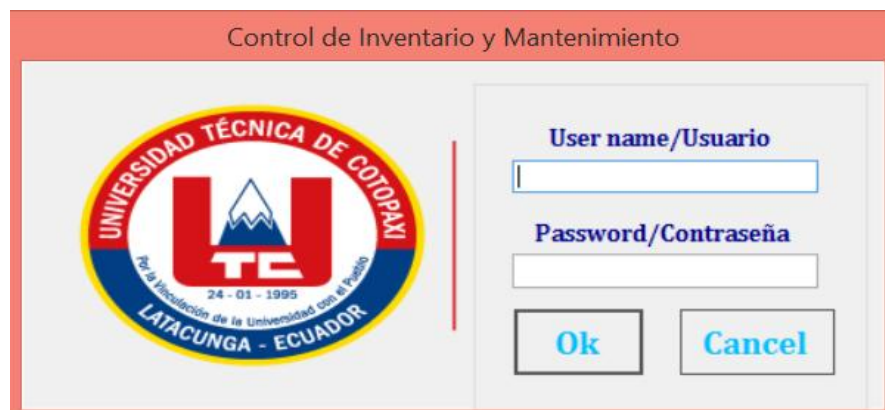 Control de Inventario y Mantenimiento
UNIVERSIDAD TÉCNICA DE COTOPAXI
UTC
24 - 01 - 1995
Por la Vinculación de la Universidad con el Pueblo
LATACUNGA - ECUADOR
User name/Usuario
Password/Contraseña
Ok
Cancel